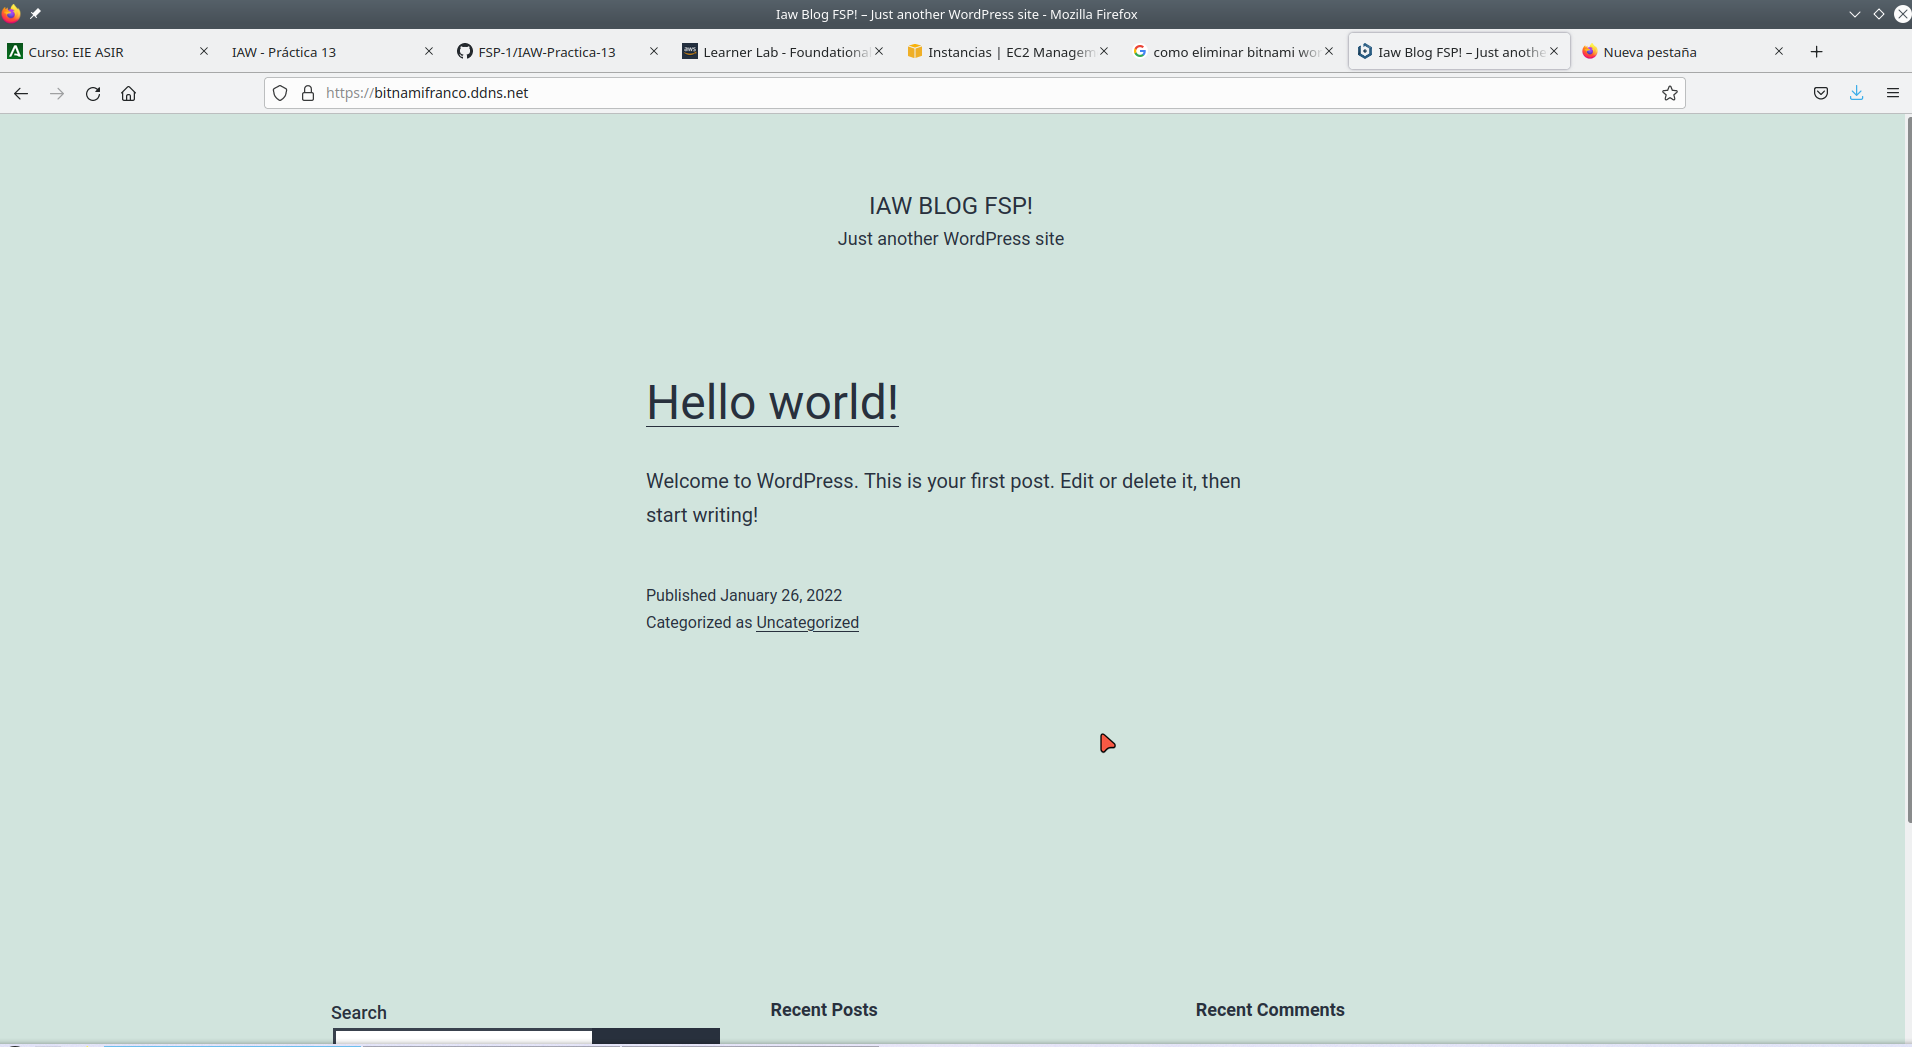 Iaw Blog FSP! – Just another WordPress site - Mozilla Firefox
Curso: EIE ASIR
IAW - Práctica 13
FSP-1/IAW-Practica-13
aws
Learner Lab - Foundational
Instancias | EC2 Managem
como eliminar bitnami wor
Iaw Blog FSP! – Just anothe
Nueva pestaña
https://bitnamifranco.ddns.net
IAW BLOG FSP!
Just another WordPress site
Hello world!
Welcome to WordPress. This is your first post. Edit or delete it, then
start writing!
Published January 26, 2022
Categorized as Uncategorized
Search
Recent Posts
Recent Comments